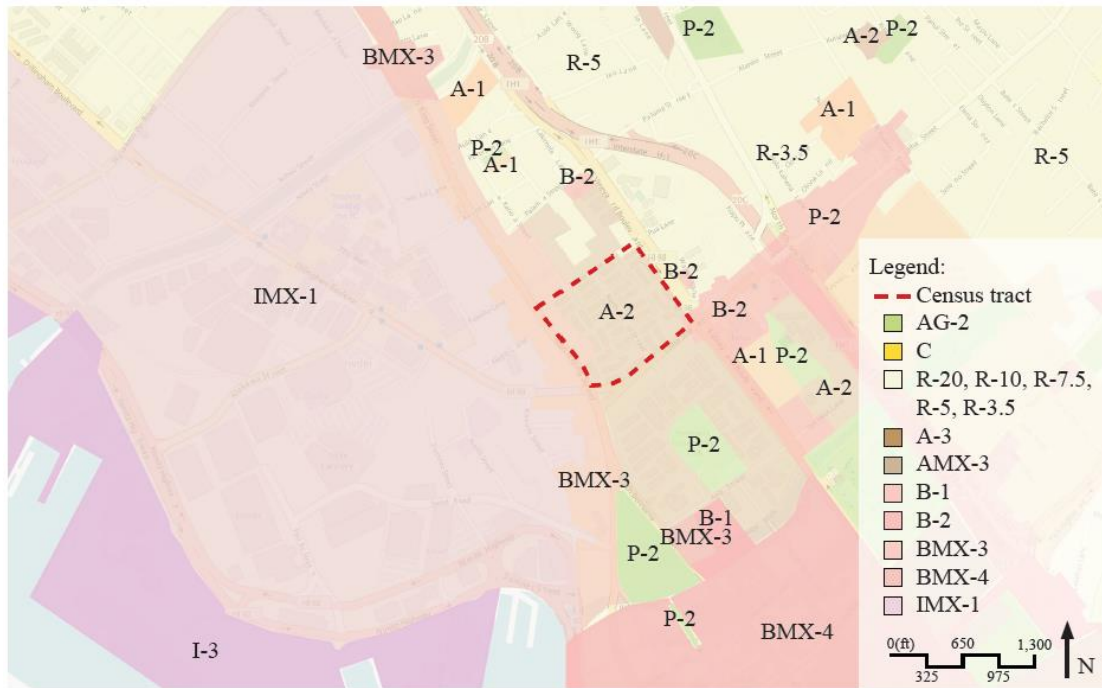 P-2
A-2
P-2
BMX-3
R-5
A-1
A-1
P-2
A-1
R-3.5
R-5
B-2
P-2
B-2
IMX-1
A-2
B-2
A-1
P-2
A-2
P-2
BMX-3
B-1
BMX-3
P-2
P-2
BMX-4
I-3
Legend:
Census tract
AG-2
C
R-20, R-10, R-7.5,
R-5, R-3.5
A-3
AMX-3
B-1
B-2
BMX-3
BMX-4
IMX-1
0(ft) 650 1,300
325 975
N